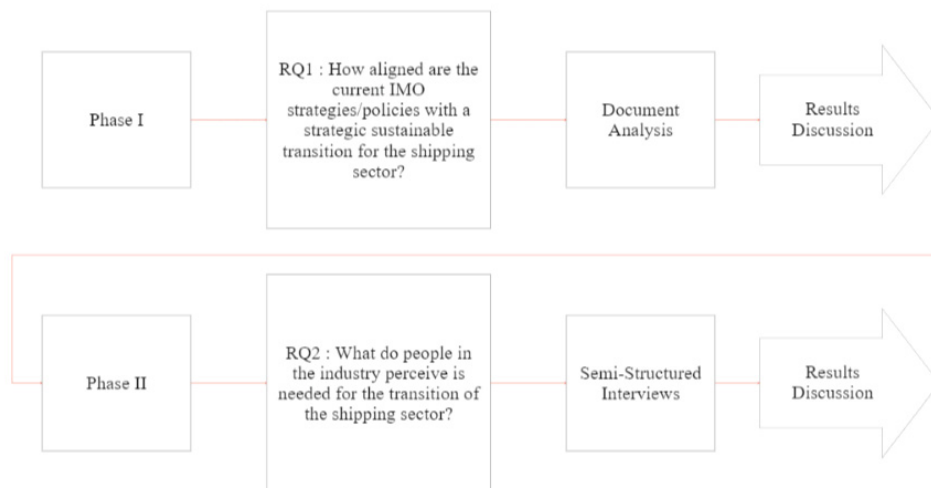 Phase I
RQ1 : How aligned are the
current IMO
strategies/policies with a
strategic sustainable
transition for the shipping
sector?
Document
Analysis
Results
Discussion
Phase II
RQ2 : What do people in
the industry perceive is
needed for the transition of
the shipping sector?
Semi-Structured
Interviews
Results
Discussion